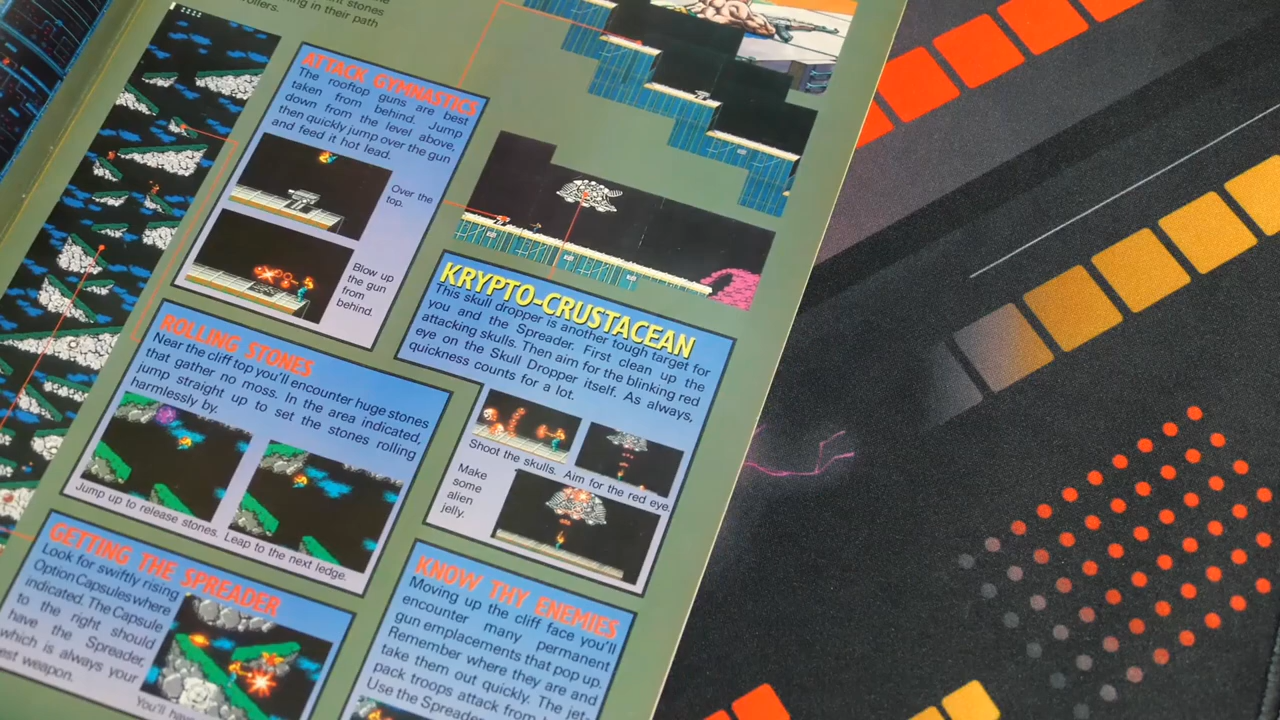 stones
in their path
rollers.
ATTACK GYMNASTICS
The rooftop guns are best
taken from behind. Jump
down from the level above,
then quickly jump over the gun
and feed it hot lead.
Over the
top.
Blow up
the gun
from
behind.
KRYPTO-CRUSTACEAN
This skull dropper is another tough target for
you and the Spreader. First clean up the
attacking skulls. Then aim for the blinking red
eye on the Skull Dropper itself. As always,
quickness counts for a lot.
Shoot the skulls. Aim for the red eye.
Make
some
alien
jelly.
ROLLING STONES
Near the cliff top you'll encounter huge stones
that gather no moss. In the area indicated,
jump straight up to set the stones rolling
harmlessly by.
Jump up to release stones. Leap to the next ledge.
GETTING THE SPREADER
Look for swiftly rising
Option Capsules where
indicated. The Capsule
to the right should
have the Spreader,
which is always your
weapon.
You'll
KNOW THY ENEMIES
Moving up the cliff face you'll
encounter many permanent
gun emplacements that pop up.
Remember where they are and
take them out quickly. The jet-
pack troops attack from
Use the Spreader